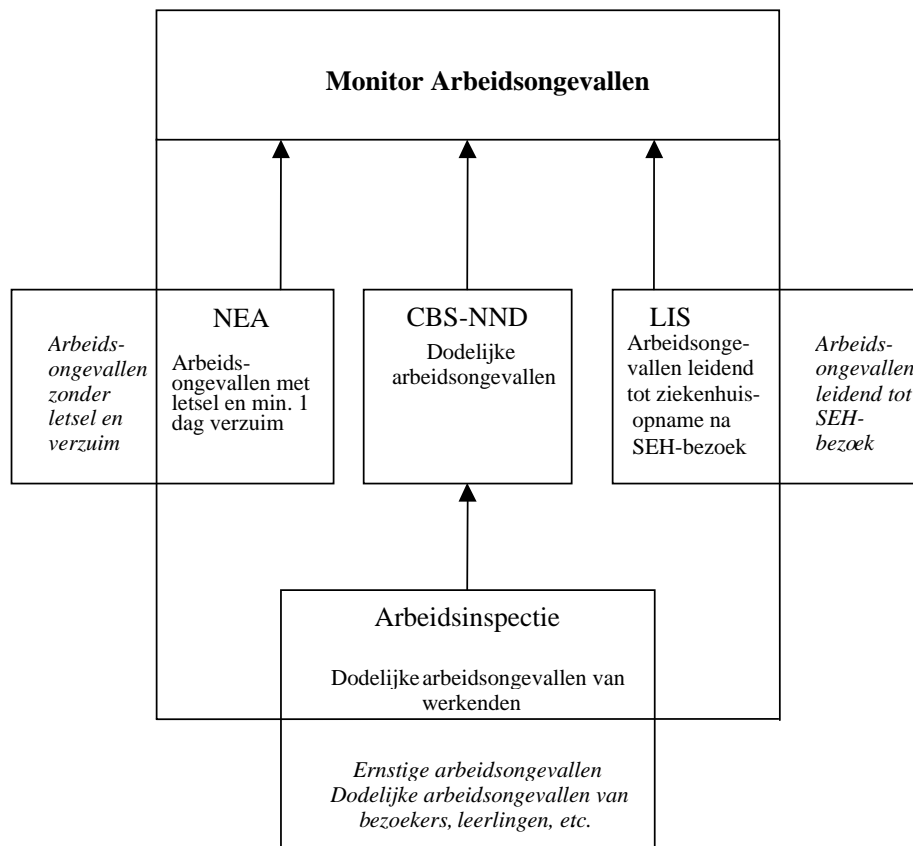 Monitor Arbeidsongevallen
Arbeids-
ongevallen
zonder
letsel en
verzuim
NEA
Arbeids-
ongevallen met
letsel en min. 1
dag verzuim
CBS-NND
Dodelijke
arbeidsongevallen
LIS
Arbeidsonge-
vallen leidend
tot ziekenhuis-
opname na
SEH-bezoek
Arbeids-
ongevallen
leidend tot
SEH-
bezoek
Arbeidsinspectie
Dodelijke arbeidsongevallen van
werkenden
Ernstige arbeidsongevallen
Dodelijke arbeidsongevallen van
bezoekers, leerlingen, etc.